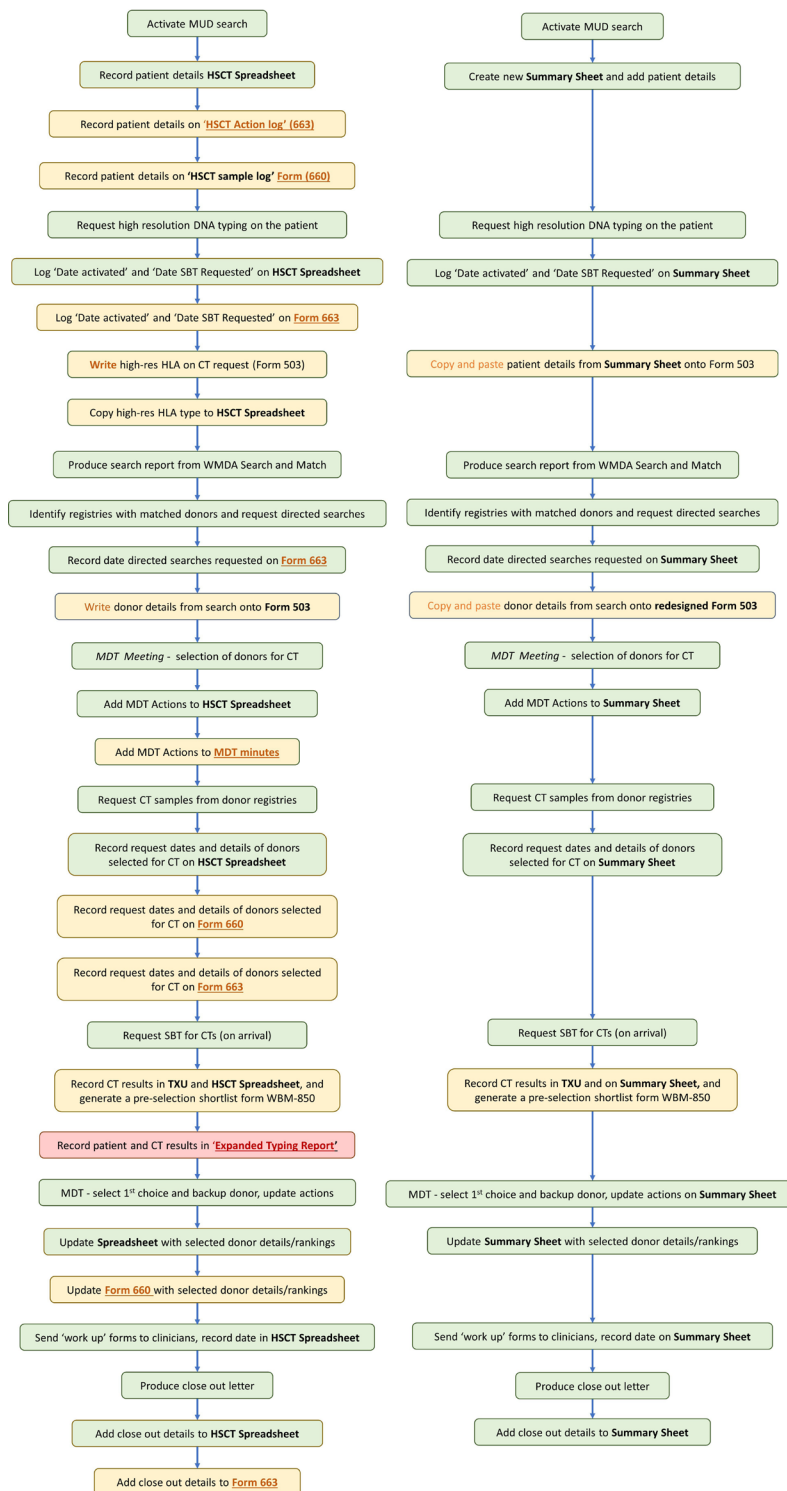 Activate MUD search
Record patient details HSCT Spreadsheet
Record patient details on ‘HSCT Action log’ (663)
Record patient details on ‘HSCT sample log’ Form (660)
Request high resolution DNA typing on the patient
Log ‘Date activated’ and ‘Date SBT Requested’ on HSCT Spreadsheet
Log ‘Date activated’ and ‘Date SBT Requested’ on Form 663
Write high-res HLA on CT request (Form 503)
Copy high-res HLA type to HSCT Spreadsheet
Produce search report from WMDA Search and Match
Identify registries with matched donors and request directed searches
Record date directed searches requested on Form 663
Write donor details from search onto Form 503
MDT Meeting - selection of donors for CT
Add MDT Actions to HSCT Spreadsheet
Add MDT Actions to MDT minutes
Request CT samples from donor registries
Record request dates and details of donors
selected for CT on HSCT Spreadsheet
Record request dates and details of donors selected
for CT on Form 660
Record request dates and details of donors selected
for CT on Form 663
Request SBT for CTs (on arrival)
Record CT results in TXU and HSCT Spreadsheet, and
generate a pre-selection shortlist form WBM-850
Record patient and CT results in ‘Expanded Typing Report’
MDT - select 1st choice and backup donor, update actions
Update Spreadsheet with selected donor details/rankings
Update Form 660 with selected donor details/rankings
Send ‘work up’ forms to clinicians, record date in HSCT Spreadsheet
Produce close out letter
Add close out details to HSCT Spreadsheet
Add close out details to Form 663
Activate MUD search
Create new Summary Sheet and add patient details
Request high resolution DNA typing on the patient
Log ‘Date activated’ and ‘Date SBT Requested’ on Summary Sheet
Copy and paste patient details from Summary Sheet onto Form 503
Produce search report from WMDA Search and Match
Identify registries with matched donors and request directed searches
Record date directed searches requested on Summary Sheet
Copy and paste donor details from search onto redesigned Form 503
MDT Meeting - selection of donors for CT
Add MDT Actions to Summary Sheet
Request CT samples from donor registries
Record request dates and details of donors
selected for CT on Summary Sheet
Request SBT for CTs (on arrival)
Record CT results in TXU and on Summary Sheet, and
generate a pre-selection shortlist form WBM-850
MDT - select 1st choice and backup donor, update actions on Summary Sheet
Update Summary Sheet with selected donor details/rankings
Send ‘work up’ forms to clinicians, record date on Summary Sheet
Produce close out letter
Add close out details to Summary Sheet